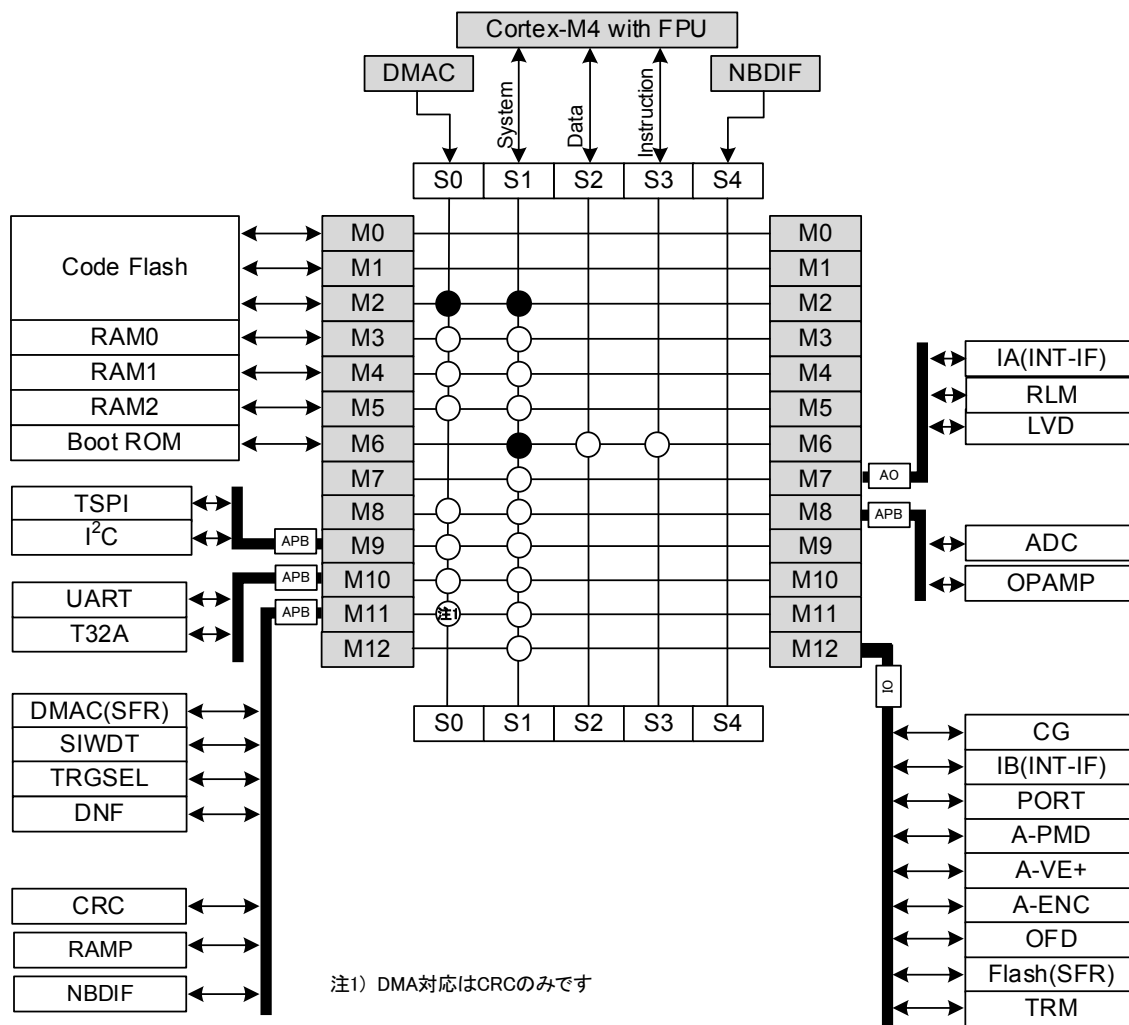 Cortex-M4 with FPU
DMAC
NBDIF
System
Data
Instruction
S0 S1 S2 S3 S4
Code Flash
RAM0
RAM1
RAM2
Boot ROM
M0
M1
M2
M3
M4
M5
M6
M7
M8
M9
M10
M11
M12
注1
M0
M1
M2
M3
M4
M5
M6
M7
M8
M9
M10
M11
M12
S0 S1 S2 S3 S4
TSPI
I²C
APB
UART
T32A
APB
APB
DMAC(SFR)
SIWDT
TRGSEL
DNF
CRC
RAMP
NBDIF
AO
IA(INT-IF)
RLM
LVD
APB
ADC
OPAMP
IO
CG
IB(INT-IF)
PORT
A-PMD
A-VE+
A-ENC
OFD
Flash(SFR)
TRM
注1) DMA対応はCRCのみです